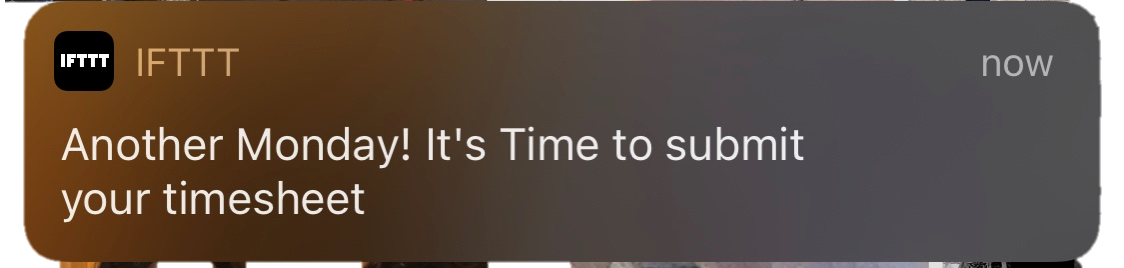 IFTTT IFTTT now
Another Monday! It's Time to submit
your timesheet